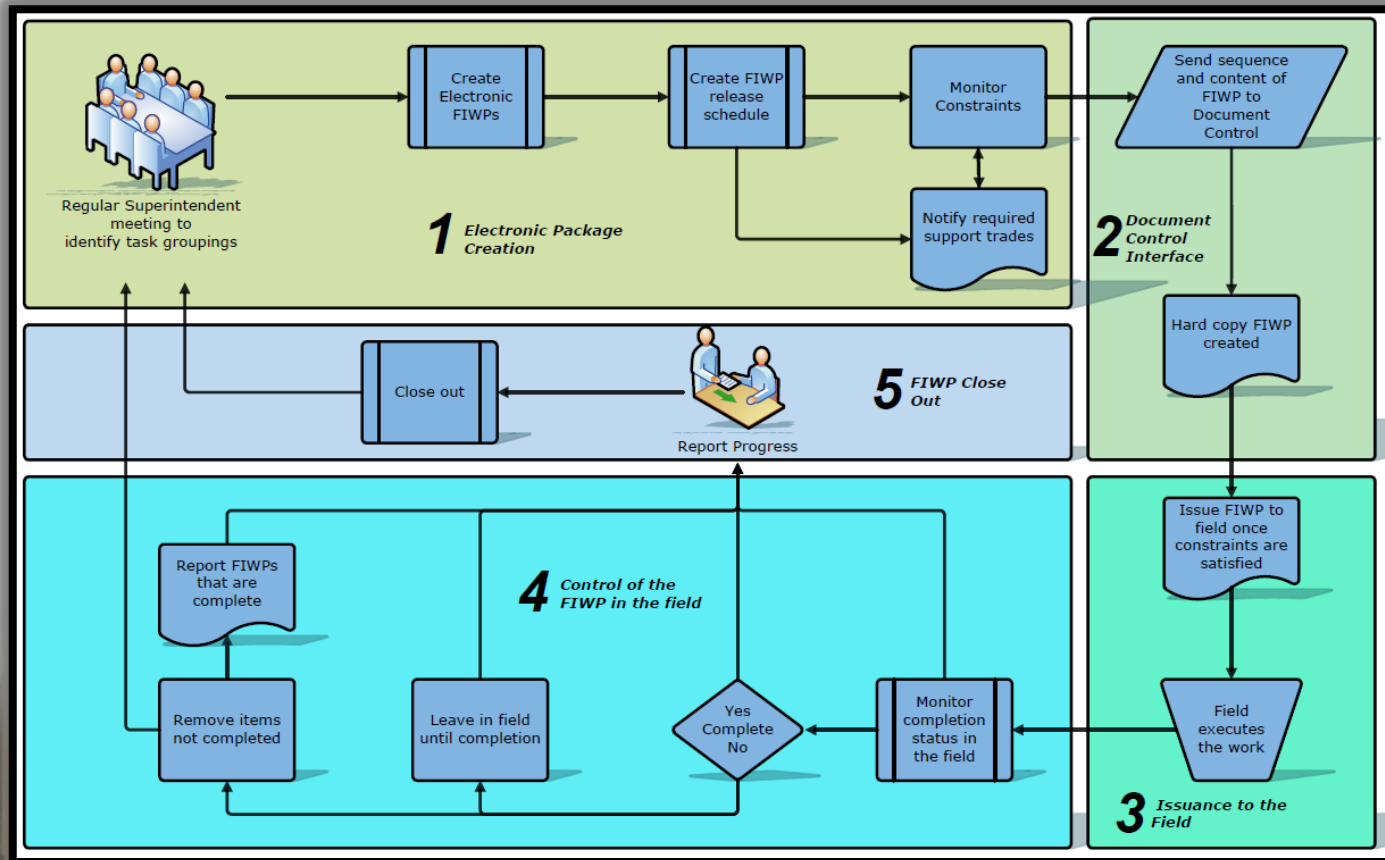 Create
Electronic
FIWPs
Create FIWP
release
schedule
Monitor
Constraints
Send sequence
and content of
FIWP to
Document
Control
Regular Superintendent
meeting to
identify task groupings
1 Electronic Package
Creation
Notify required
support trades
2 Document
Control
Interface
Hard copy FIWP
created
Close out
Report Progress
5 FIWP Close
Out
Issue FIWP to
field once
constraints are
satisfied
Report FIWPs
that are
complete
4 Control of the
FIWP in the field
Remove items
not completed
Leave in field
until completion
Yes
Complete
No
Monitor
completion
status in
the field
Field
executes
the work
3 Issuance to the
Field